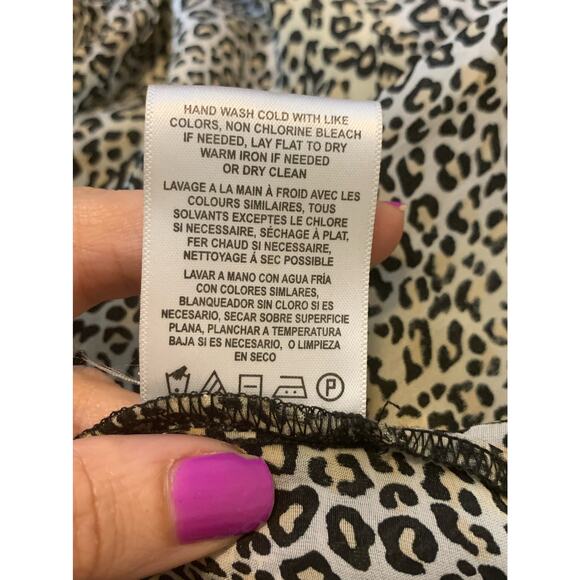 HAND WASH COLD WITH LIKE
COLORS, NON CHLORINE BLEACH
IF NEEDED, LAY FLAT TO DRY
WARM IRON IF NEEDED
OR DRY CLEAN
LAVAGE A LA MAIN À FROID AVEC LES
COLOURS SIMILAIRES, TOUS
SOLVANTS EXCEPTES LE CHLORE
SI NECESSAIRE, SÉCHAGE À PLAT,
FER CHAUD SI NECESSAIRE,
NETTOYAGE Á SEC POSSIBLE
LAVAR A MANO CON AGUA FRÍA
CON COLORES SIMLARES,
BLANQUEADOR SIN CLORO SI ES
NECESARIO, SECAR SOBRE SUPERFICIE
PLANA, PLANCHAR A TEMPERATURA
BAJA SI ES NECESARIO, O LIMPIEZA
EN SECO
P